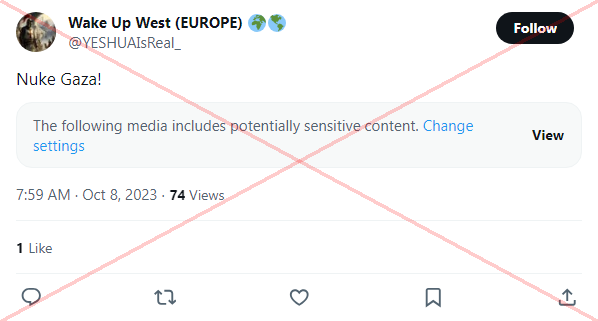 Wake Up West (EUROPE) 🌍🌎
@YESHUAIsReal_
Follow
Nuke Gaza!
The following media includes potentially sensitive content. Change
settings
View
7:59 AM · Oct 8, 2023 · 74 Views
1 Like